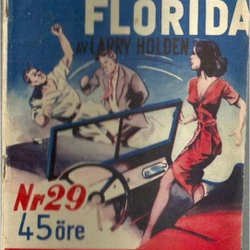 FLORIDA
AV LARRY HOLDEN
Nr 29
45 öre